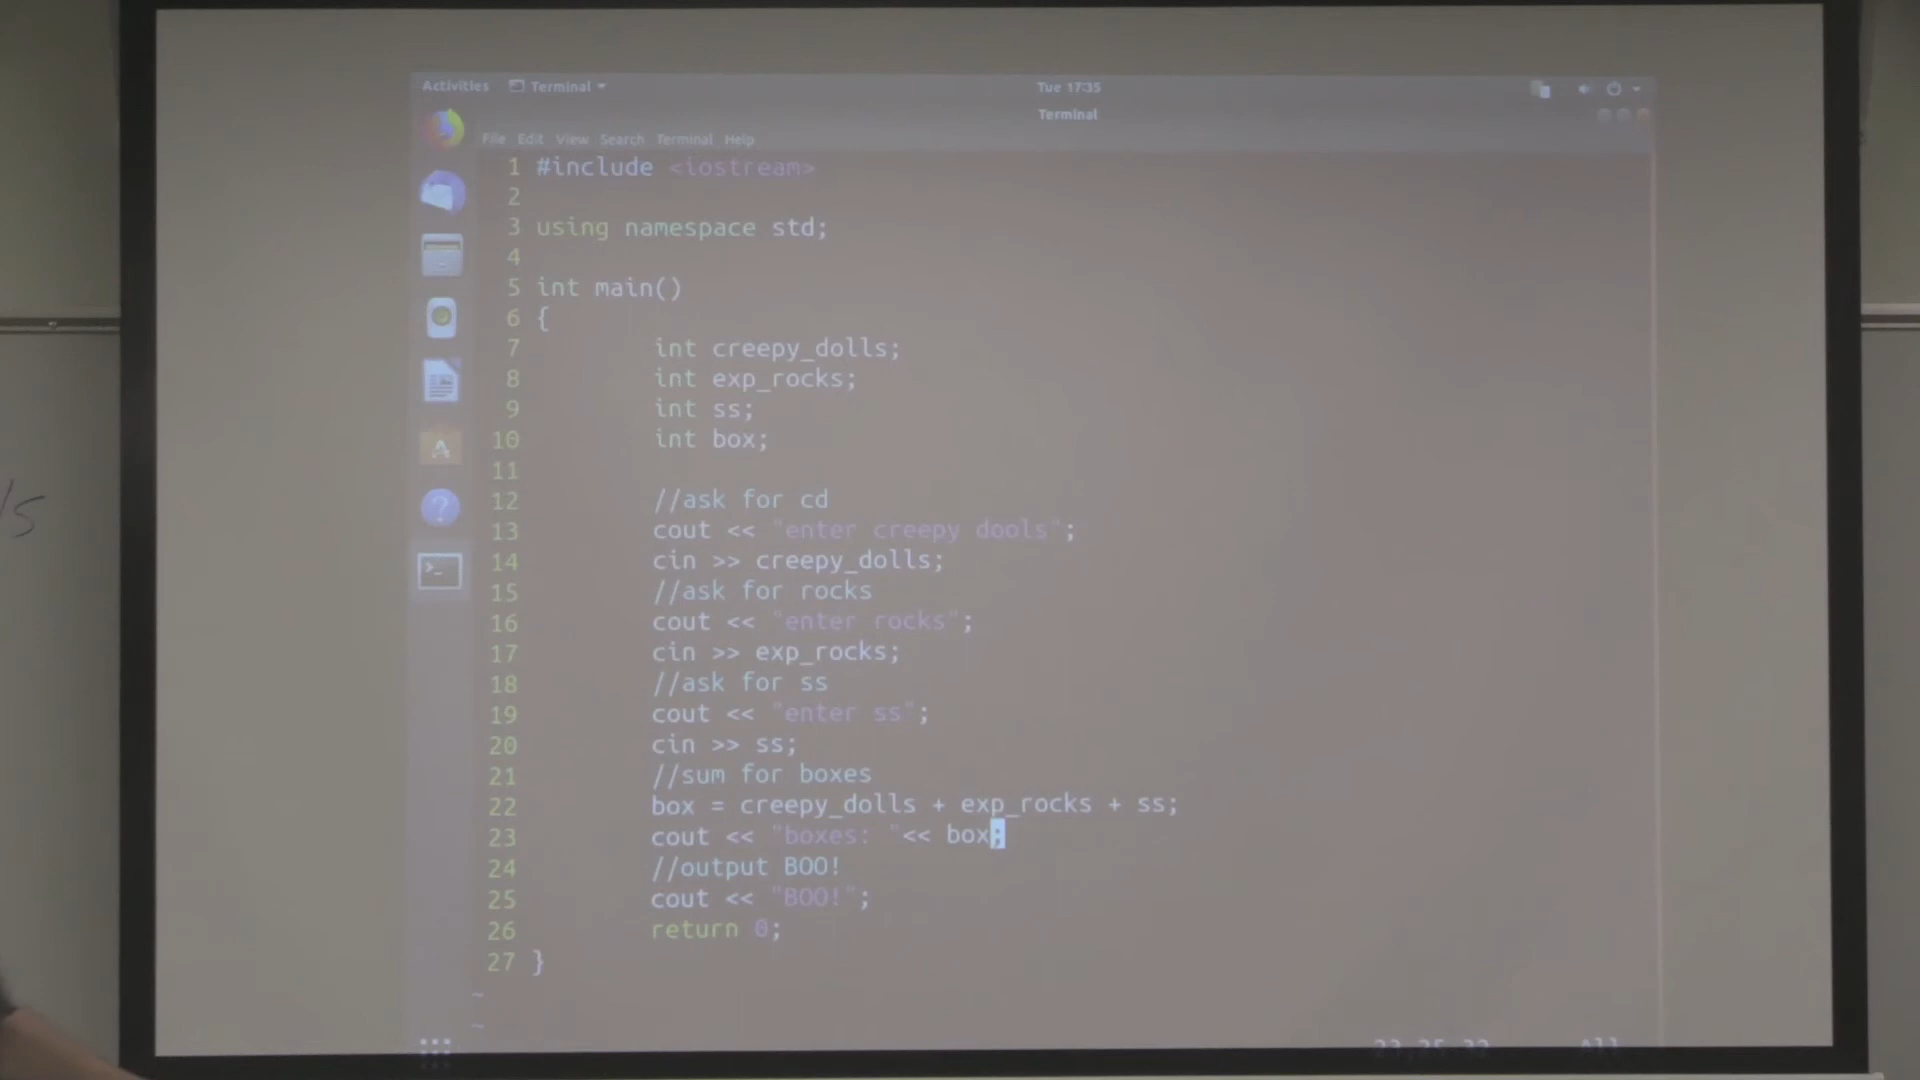 Activities Terminal Tue 17:35
Terminal
File Edit View Search Terminal Help
1 #include <iostream>
2
3 using namespace std;
4
5 int main()
6 {
7 int creepy_dolls;
8 int exp_rocks;
9 int ss;
10 int box;
11
12 //ask for cd
13 cout << "enter creepy dools";
14 cin >> creepy_dolls;
15 //ask for rocks
16 cout << "enter rocks";
17 cin >> exp_rocks;
18 //ask for ss
19 cout << "enter ss";
20 cin >> ss;
21 //sum for boxes
22 box = creepy_dolls + exp_rocks + ss;
23 cout << "boxes: "<< box;
24 //output BOO!
25 cout << "BOO!";
26 return 0;
27 }
~
~
All